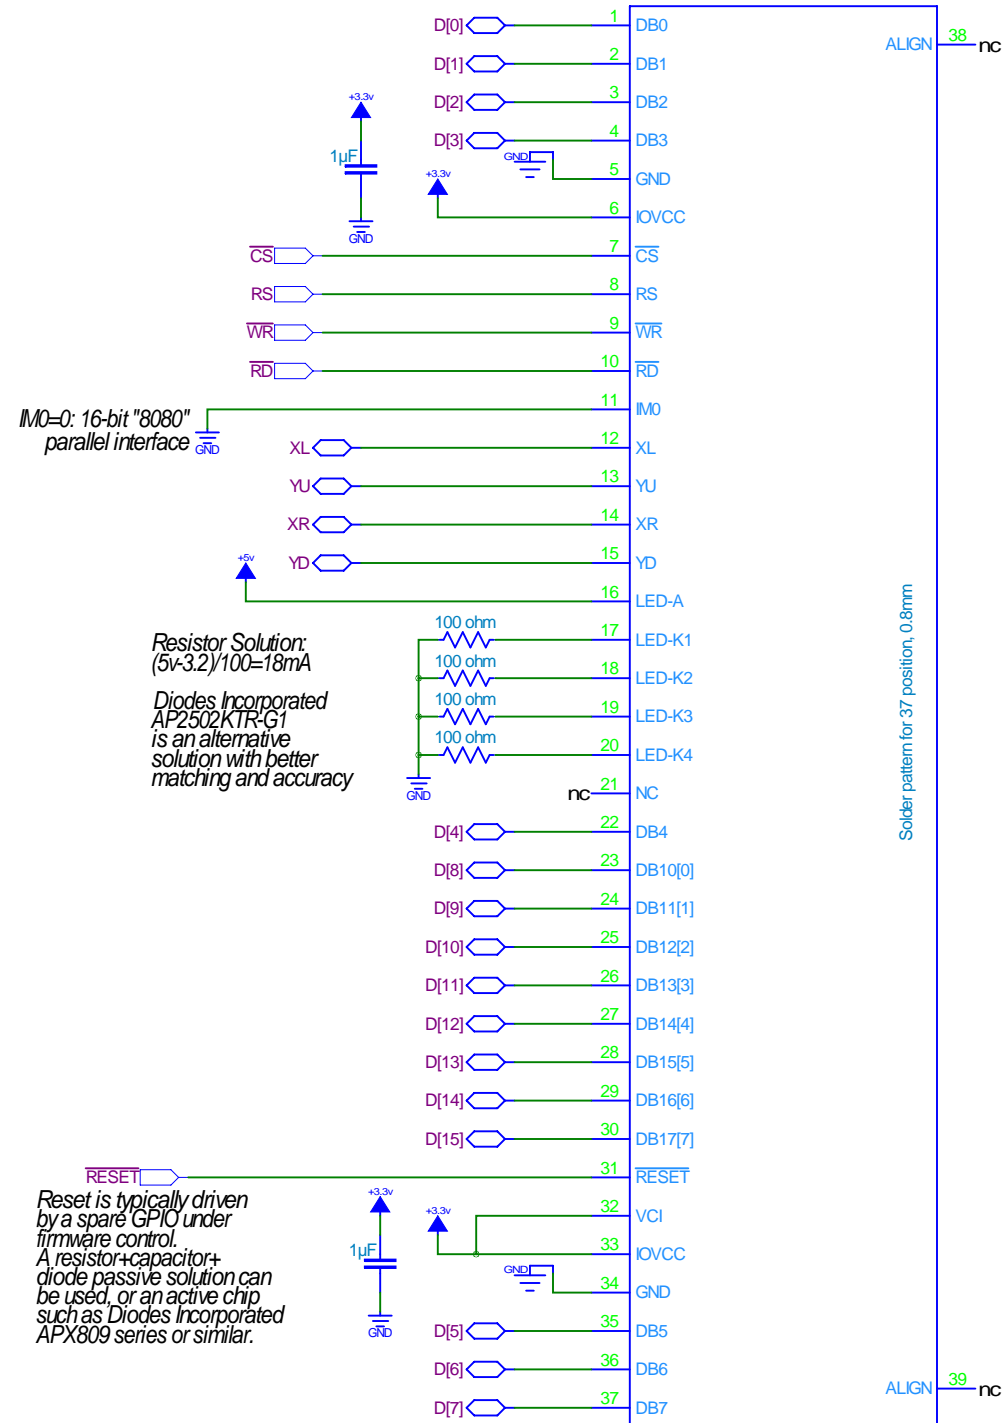 D[0] 1 DB0
ALIGN 38 nc
D[1] 2 DB1
D[2] 3 DB2
+3.3v
D[3] 4 DB3
1µF
GND
5 GND
+3.3v
6 IOVCC
GND
CS 7 CS
RS 8 RS
WR 9 WR
RD 10 RD
11 IM0
IM0=0: 16-bit "8080"
parallel interface
GND
XL 12 XL
YU 13 YU
XR 14 XR
YD 15 YD
+5v
16 LED-A
100 ohm 17 LED-K1
100 ohm 18 LED-K2
100 ohm 19 LED-K3
100 ohm 20 LED-K4
GND
Resistor Solution:
(5v-3.2)/100=18mA
Diodes Incorporated
AP2502KTR-G1
is an alternative
solution with better
matching and accuracy
Solder pattern for 37 position, 0.8mm
nc 21 NC
D[4] 22 DB4
D[8] 23 DB10[0]
D[9] 24 DB11[1]
D[10] 25 DB12[2]
D[11] 26 DB13[3]
D[12] 27 DB14[4]
D[13] 28 DB15[5]
D[14] 29 DB16[6]
D[15] 30 DB17[7]
RESET 31 RESET
Reset is typically driven
by a spare GPIO under
firmware control.
A resistor+capacitor+
diode passive solution can
be used, or an active chip
such as Diodes Incorporated
APX809 series or similar.
+3.3v
1µF
GND
+3.3v
32 VCI
33 IOVCC
GND
34 GND
D[5] 35 DB5
D[6] 36 DB6
ALIGN 39 nc
D[7] 37 DB7